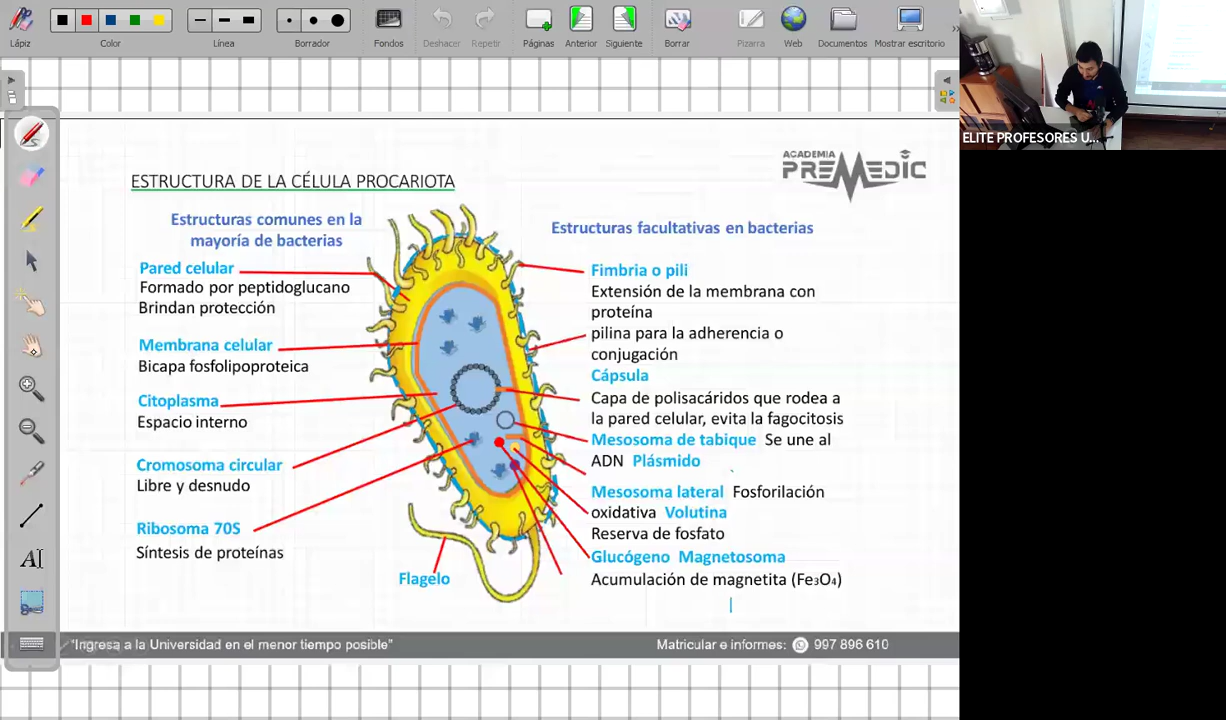 Lápiz
Color
Línea
Borrador
Fondos
Deshacer
Repetir
Páginas
Anterior
Siguiente
Borrar
Pizarra
Web
Documentos
Mostrar escritorio
ELITE PROFESORES U...
ACADEMIA
PREMEDIC
ESTRUCTURA DE LA CÉLULA PROCARIOTA
Estructuras comunes en la
mayoría de bacterias
Pared celular
Formado por peptidoglucano
Brindan protección
Membrana celular
Bicapa fosfolipoproteica
Citoplasma
Espacio interno
Cromosoma circular
Libre y desnudo
Ribosoma 70S
Síntesis de proteínas
Flagelo
Estructuras facultativas en bacterias
Fimbria o pili
Extensión de la membrana con
proteína
pilina para la adherencia o
conjugación
Cápsula
Capa de polisacáridos que rodea a
la pared celular, evita la fagocitosis
Mesosoma de tabique Se une al
ADN Plásmido
Mesosoma lateral Fosforilación
oxidativa Volutina
Reserva de fosfato
Glucógeno Magnetosoma
Acumulación de magnetita (Fe₃O₄)
"Ingresa a la Universidad en el menor tiempo posible"
Matricular e informes: 997 896 610